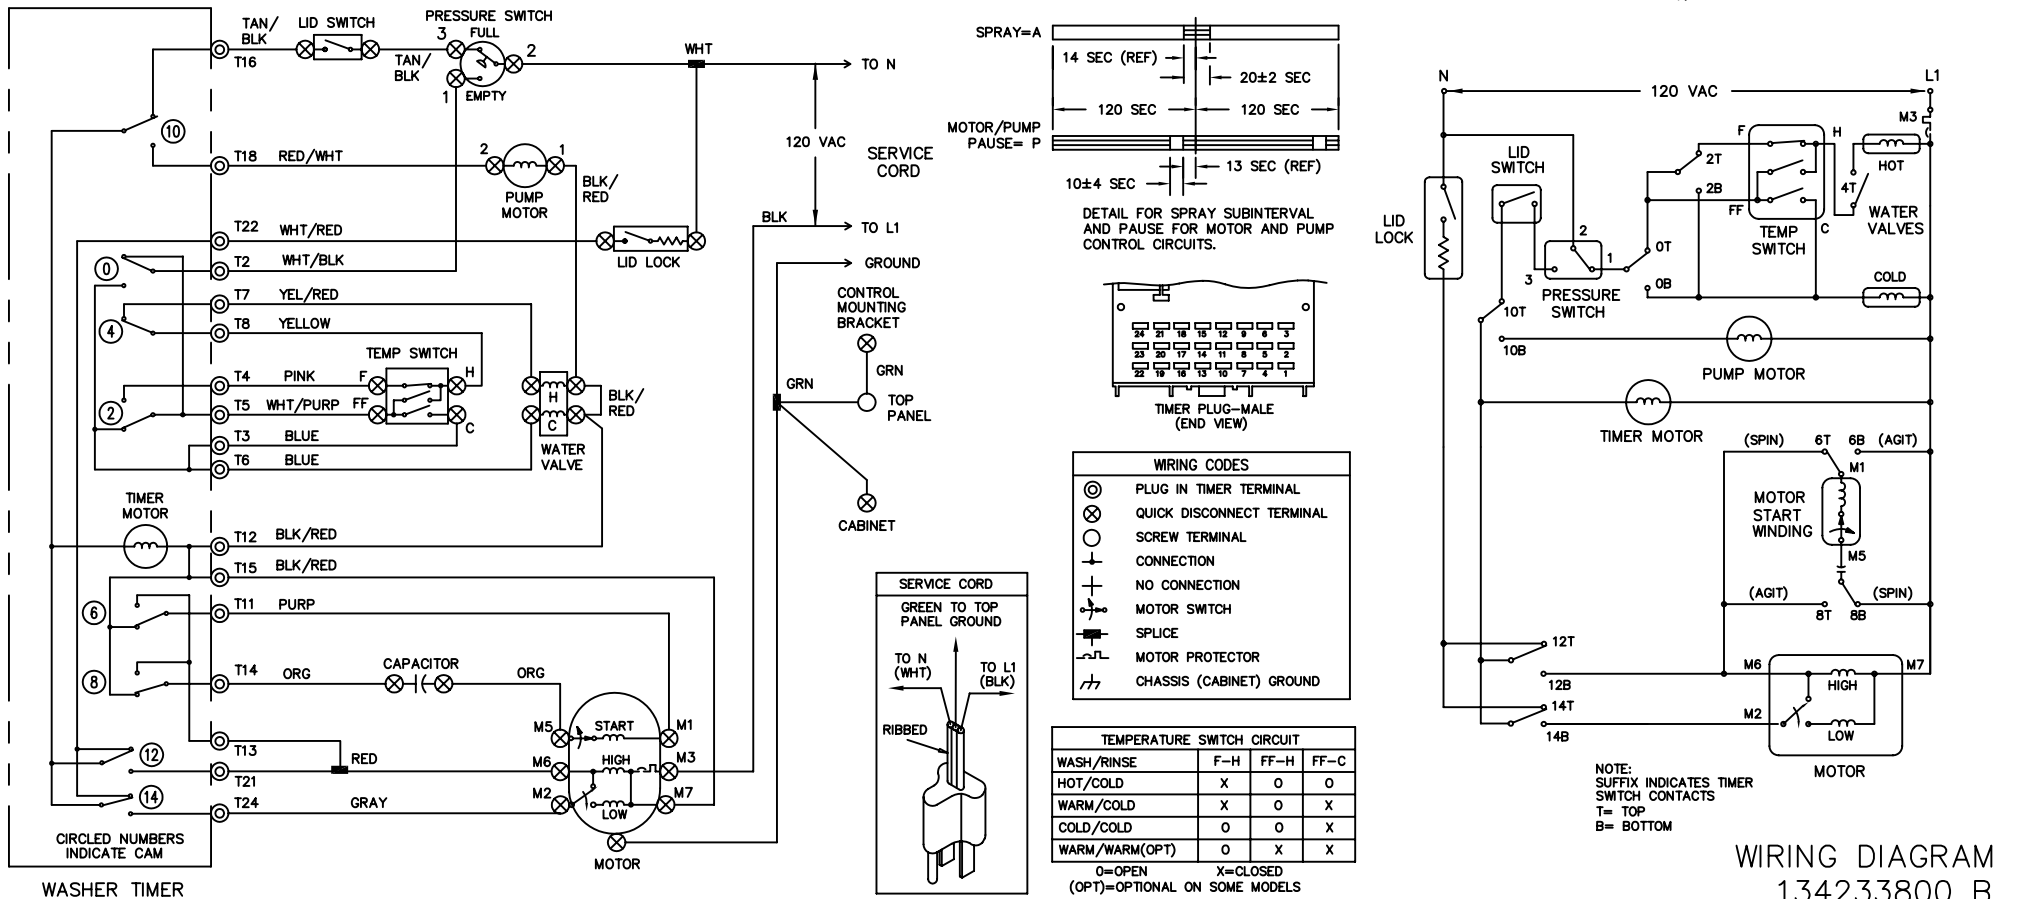 TAN/
BLK
LID SWITCH
PRESSURE SWITCH
3
FULL
2
T16
TAN/
BLK
1
EMPTY
WHT
TO N
10
120 VAC
SERVICE
CORD
T18
RED/WHT
2
1
PUMP
MOTOR
BLK/
RED
T22
WHT/RED
BLK
TO L1
0
T2
WHT/BLK
LID LOCK
GROUND
T7
YEL/RED
CONTROL
MOUNTING
BRACKET
4
T8
YELLOW
TEMP SWITCH
T4
PINK
F
H
GRN
GRN
2
T5
WHT/PURP
FF
H
BLK/
RED
TOP
PANEL
T3
BLUE
C
C
T6
BLUE
WATER
VALVE
TIMER
MOTOR
CABINET
T12
BLK/RED
T15
BLK/RED
6
T11
PURP
8
T14
ORG
CAPACITOR
ORG
T13
M5
START
M1
12
RED
M6
HIGH
M3
T21
14
M2
M7
T24
GRAY
LOW
CIRCLED NUMBERS
INDICATE CAM
MOTOR
WASHER TIMER
SPRAY=A
14 SEC (REF)
20±2 SEC
120 SEC
120 SEC
MOTOR/PUMP
PAUSE= P
13 SEC (REF)
10±4 SEC
DETAIL FOR SPRAY SUBINTERVAL
AND PAUSE FOR MOTOR AND PUMP
CONTROL CIRCUITS.
24 21 18 15 12 9 6 3
23 20 17 14 11 8 5 2
22 19 16 13 10 7 4 1
TIMER PLUG-MALE
(END VIEW)
WIRING CODES
PLUG IN TIMER TERMINAL
QUICK DISCONNECT TERMINAL
SCREW TERMINAL
CONNECTION
NO CONNECTION
MOTOR SWITCH
SPLICE
MOTOR PROTECTOR
CHASSIS (CABINET) GROUND
SERVICE CORD
GREEN TO TOP
PANEL GROUND
TO N
(WHT)
TO L1
(BLK)
RIBBED
TEMPERATURE SWITCH CIRCUIT
WASH/RINSE F-H FF-H FF-C
HOT/COLD X O O
WARM/COLD X O X
COLD/COLD O O X
WARM/WARM(OPT) O X X
O=OPEN X=CLOSED
(OPT)=OPTIONAL ON SOME MODELS
N
L1
120 VAC
M3
LID
SWITCH
F
H
2T
HOT
2B
4T
LID
LOCK
FF
C
WATER
VALVES
TEMP
SWITCH
2
1
0T
3
0B
COLD
PRESSURE
SWITCH
10T
10B
PUMP MOTOR
TIMER MOTOR
(SPIN)
6T
6B
(AGIT)
M1
MOTOR
START
WINDING
M5
(AGIT)
(SPIN)
8T
8B
12T
M6
M7
12B
HIGH
14T
M2
14B
LOW
MOTOR
NOTE:
SUFFIX INDICATES TIMER
SWITCH CONTACTS
T= TOP
B= BOTTOM
WIRING DIAGRAM
134233800 B